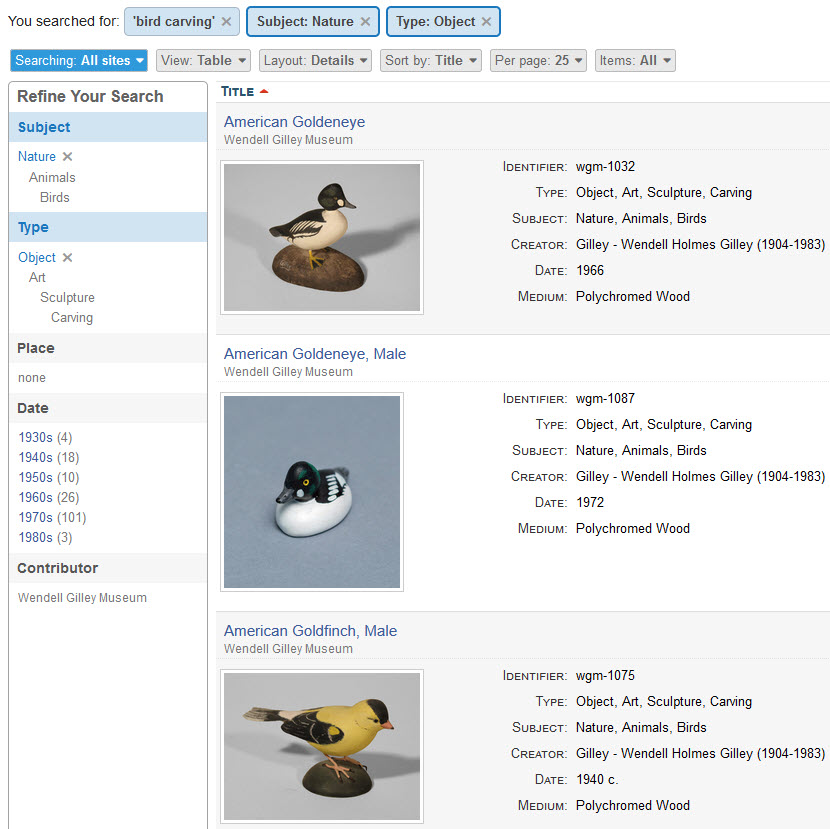 You searched for: 'bird carving' ✕ Subject: Nature ✕ Type: Object ✕
Searching: All sites ▾ View: Table ▾ Layout: Details ▾ Sort by: Title ▾ Per page: 25 ▾ Items: All ▾
Refine Your Search
Subject
Nature ✕
Animals
Birds
Type
Object ✕
Art
Sculpture
Carving
Place
none
Date
1930s (4)
1940s (18)
1950s (10)
1960s (26)
1970s (101)
1980s (3)
Contributor
Wendell Gilley Museum
Title
American Goldeneye
Wendell Gilley Museum
Identifier: wgm-1032
Type: Object, Art, Sculpture, Carving
Subject: Nature, Animals, Birds
Creator: Gilley - Wendell Holmes Gilley (1904-1983)
Date: 1966
Medium: Polychromed Wood
American Goldeneye, Male
Wendell Gilley Museum
Identifier: wgm-1087
Type: Object, Art, Sculpture, Carving
Subject: Nature, Animals, Birds
Creator: Gilley - Wendell Holmes Gilley (1904-1983)
Date: 1972
Medium: Polychromed Wood
American Goldfinch, Male
Wendell Gilley Museum
Identifier: wgm-1075
Type: Object, Art, Sculpture, Carving
Subject: Nature, Animals, Birds
Creator: Gilley - Wendell Holmes Gilley (1904-1983)
Date: 1940 c.
Medium: Polychromed Wood